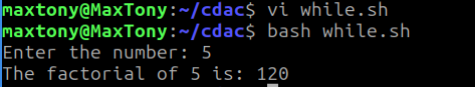 maxtony@MaxTony:~/cdac$ vi while.sh
maxtony@MaxTony:~/cdac$ bash while.sh
Enter the number: 5
The factorial of 5 is: 120